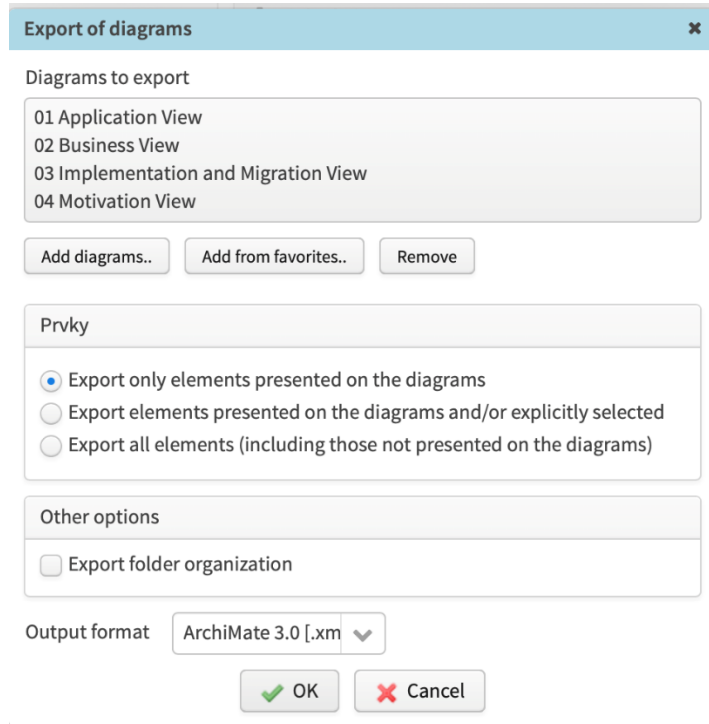 Export of diagrams
Diagrams to export
01 Application View
02 Business View
03 Implementation and Migration View
04 Motivation View
Add diagrams.. Add from favorites.. Remove
Prvky
Export only elements presented on the diagrams
Export elements presented on the diagrams and/or explicitly selected
Export all elements (including those not presented on the diagrams)
Other options
Export folder organization
Output format ArchiMate 3.0 [.xm
OK Cancel